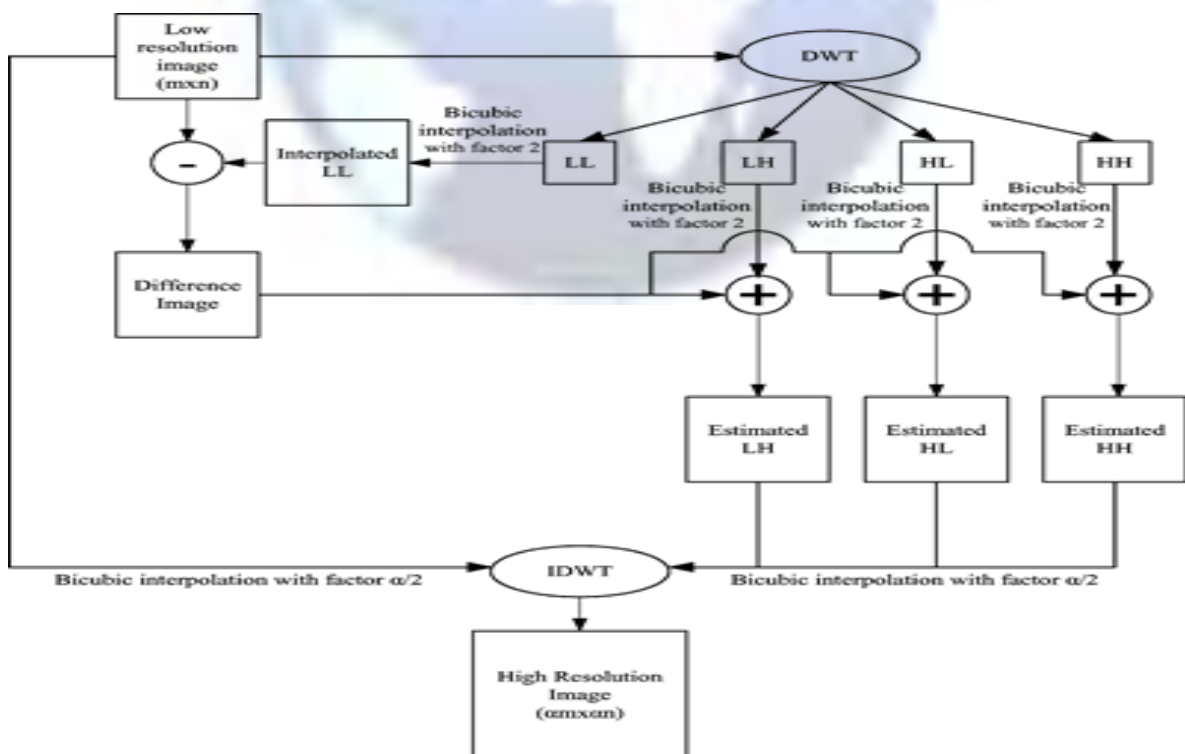 Low
resolution
image
(mxn)
DWT
Bicubic
interpolation
with factor 2
Interpolated
LL
-
LL
LH
HL
HH
Bicubic
interpolation
with factor 2
Bicubic
interpolation
with factor 2
Bicubic
interpolation
with factor 2
Difference
Image
+
+
+
Estimated
LH
Estimated
HL
Estimated
HH
IDWT
Bicubic interpolation with factor α/2
Bicubic interpolation with factor α/2
High Resolution
Image
(αmxαn)